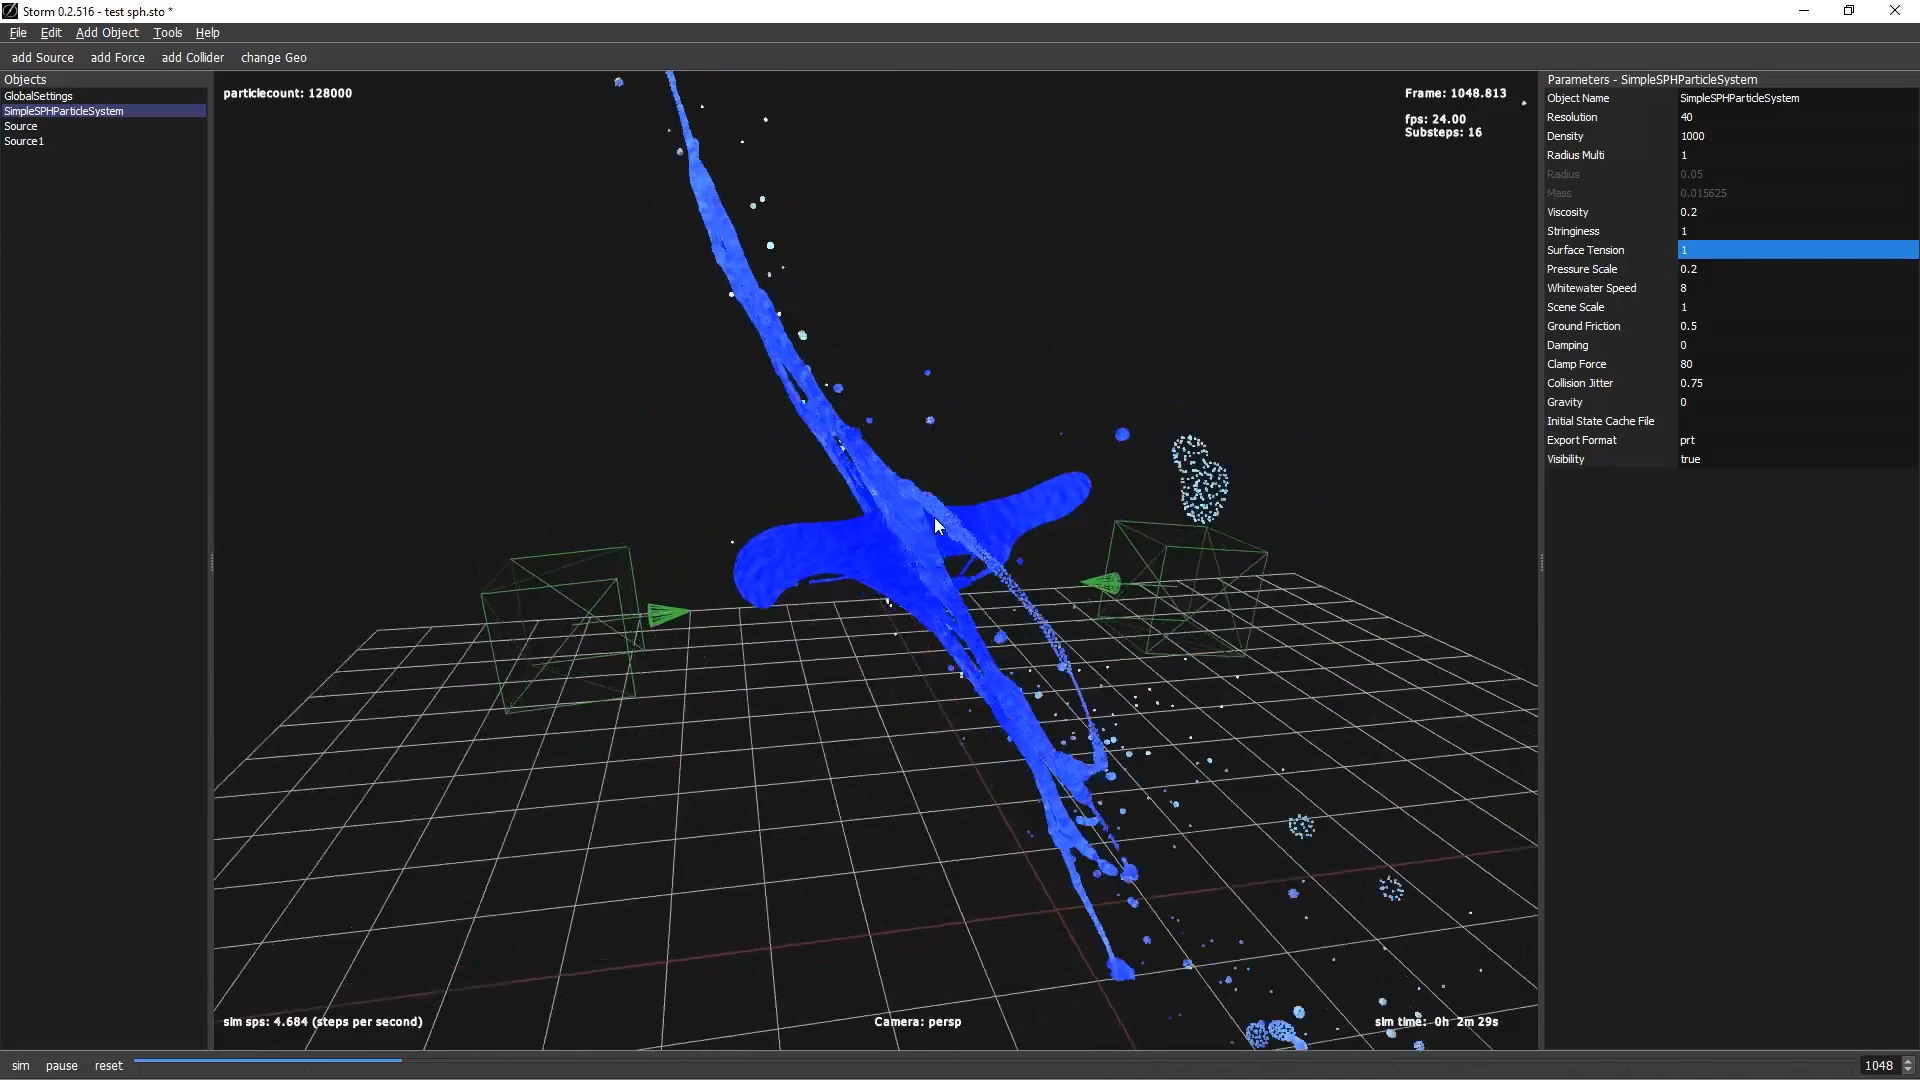 Storm 0.2.516 - test sph.sto *
File Edit Add Object Tools Help
add Source add Force add Collider change Geo
Objects
GlobalSettings
SimpleSPHParticleSystem
Source
Source1
particlecount: 128000
Frame: 1048.813
fps: 24.00
Substeps: 16
sim sps: 4.684 (steps per second)
Camera: persp
sim time: 0h 2m 29s
Parameters - SimpleSPHParticleSystem
Object Name SimpleSPHParticleSystem
Resolution 40
Density 1000
Radius Multi 1
Radius 0.05
Mass 0.015625
Viscosity 0.2
Stringiness 1
Surface Tension 1
Pressure Scale 0.2
Whitewater Speed 8
Scene Scale 1
Ground Friction 0.5
Damping 0
Clamp Force 80
Collision Jitter 0.75
Gravity 0
Initial State Cache File
Export Format prt
Visibility true
sim pause reset 1048